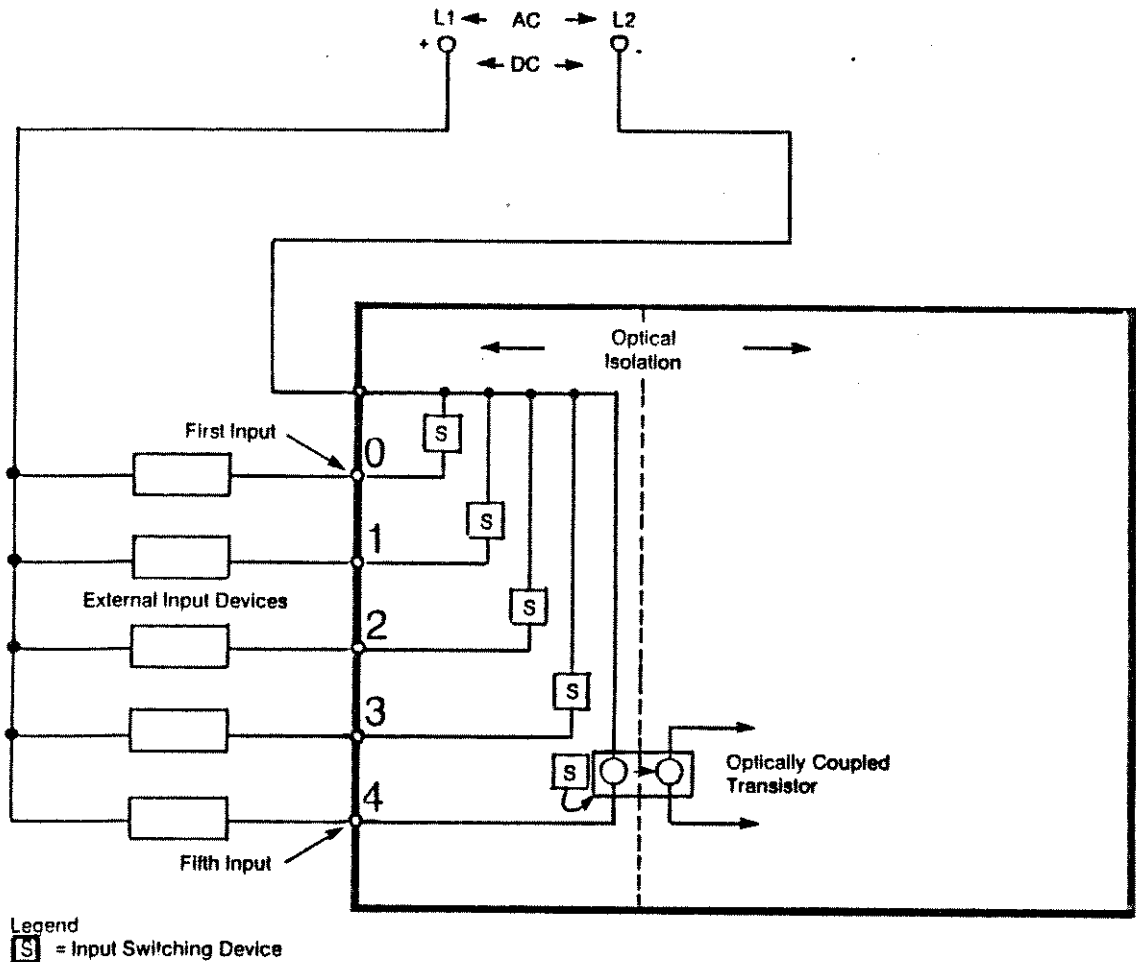 L1 AC L2
+ -
DC
Optical
Isolation
S
First Input
0
S
1
External Input Devices
S
2
S
3
Optically Coupled
Transistor
S
4
Fifth Input
Legend
S = Input Switching Device